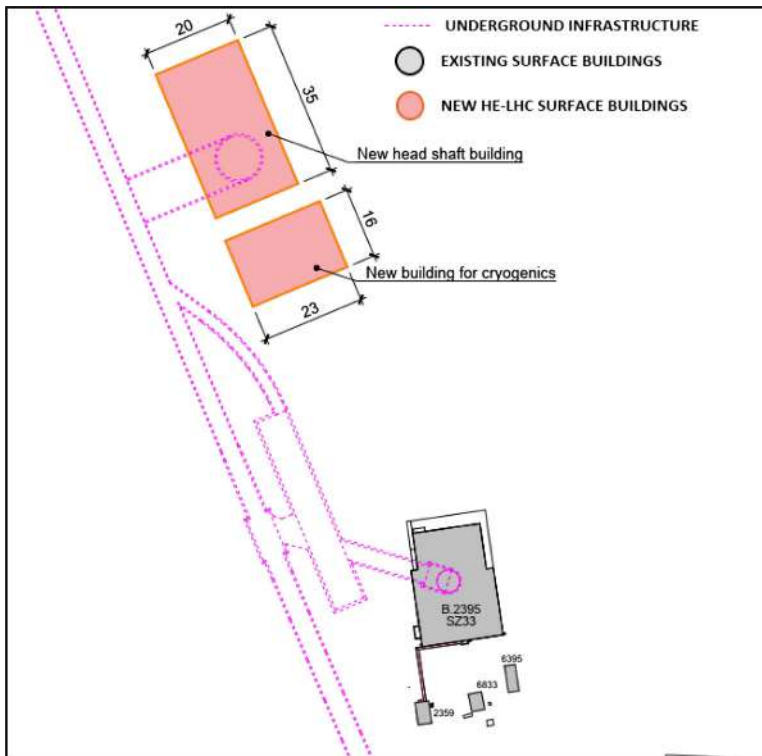 UNDERGROUND INFRASTRUCTURE
EXISTING SURFACE BUILDINGS
NEW HE-LHC SURFACE BUILDINGS
20
35
New head shaft building
16
New building for cryogenics
23
B.2395
SZ33
6395
6833
2359